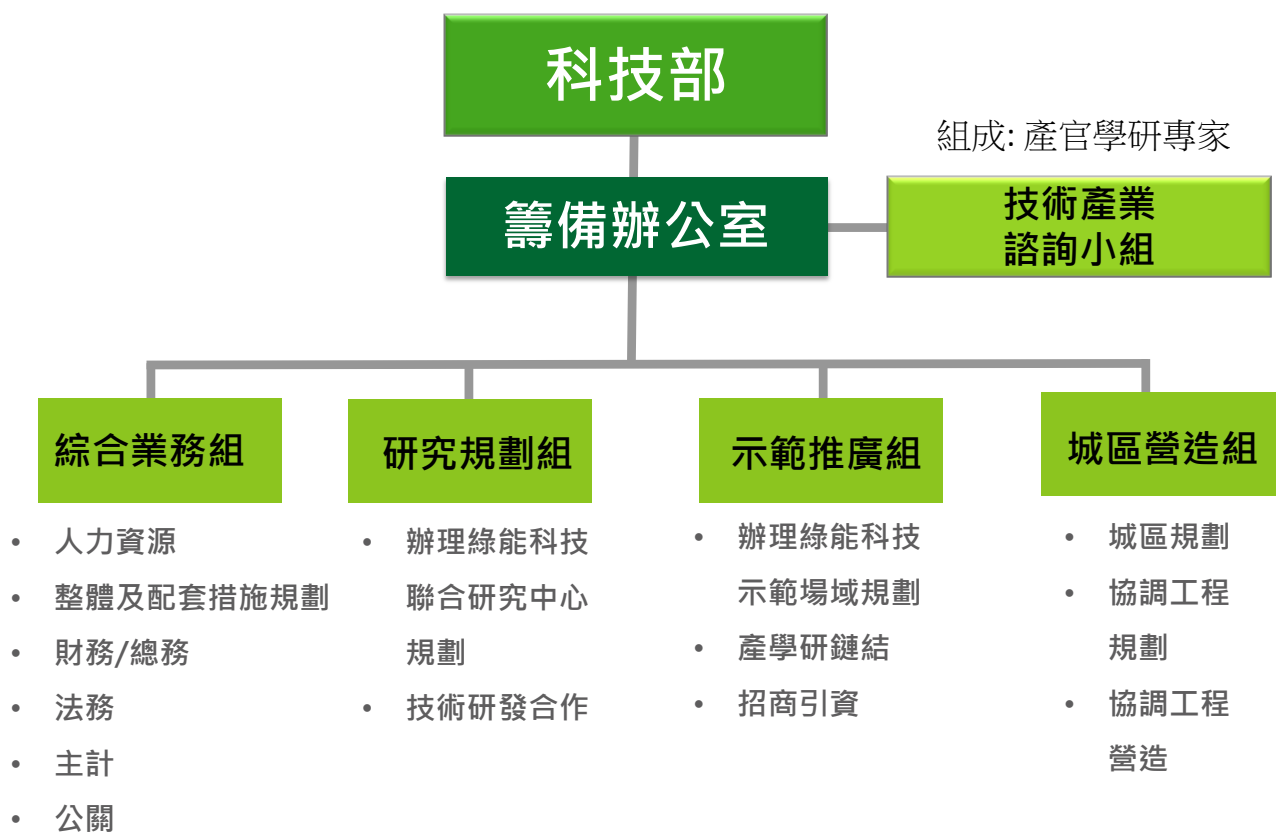 科技部
組成: 產官學研專家
籌備辦公室
技術產業
諮詢小組
綜合業務組
• 人力資源
• 整體及配套措施規劃
• 財務/總務
• 法務
• 主計
• 公關
研究規劃組
• 辦理綠能科技
聯合研究中心
規劃
• 技術研發合作
示範推廣組
• 辦理綠能科技
示範場域規劃
• 產學研鏈結
• 招商引資
城區營造組
• 城區規劃
• 協調工程
規劃
• 協調工程
營造